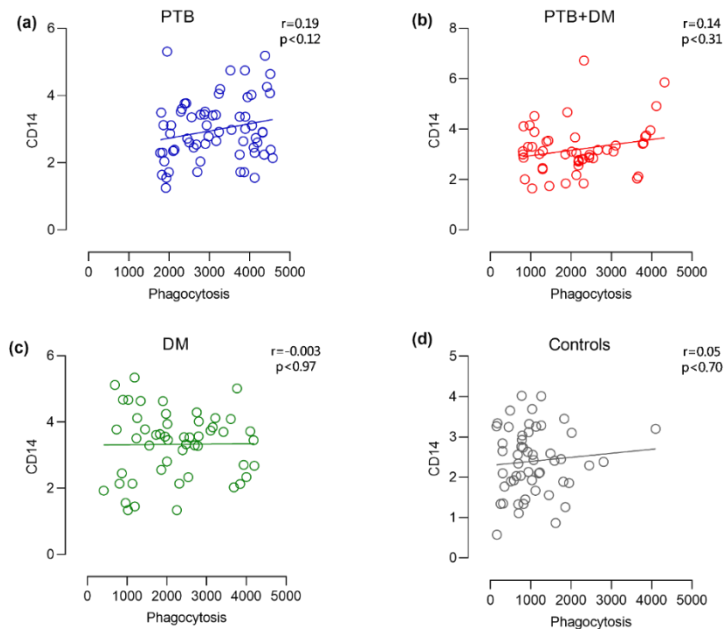 (a)
PTB
r=0.19
p<0.12
6
4
2
0
CD14
0 1000 2000 3000 4000 5000
Phagocytosis
(b)
PTB+DM
r=0.14
p<0.31
8
6
4
2
0
CD14
0 1000 2000 3000 4000 5000
Phagocytosis
(c)
DM
r=−0.003
p<0.97
6
4
2
0
CD14
0 1000 2000 3000 4000 5000
Phagocytosis
(d)
Controls
r=0.05
p<0.70
5
4
3
2
1
0
CD14
0 1000 2000 3000 4000 5000
Phagocytosis